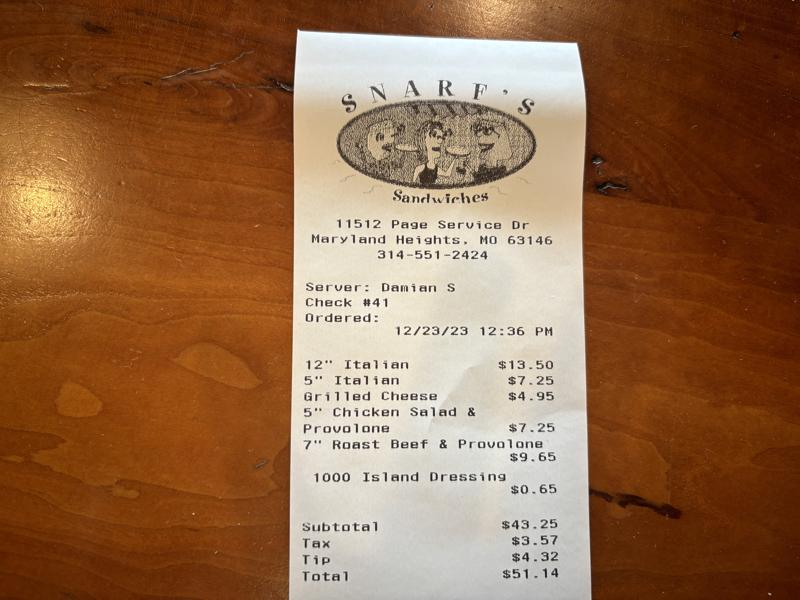 SNARF'S
Sandwiches
11512 Page Service Dr
Maryland Heights, MO 63146
314-551-2424
Server: Damian S
Check #41
Ordered:
12/23/23 12:36 PM
12" Italian $13.50
5" Italian $7.25
Grilled Cheese $4.95
5" Chicken Salad &
Provolone $7.25
7" Roast Beef & Provolone
$9.65
1000 Island Dressing
$0.65
Subtotal $43.25
Tax $3.57
Tip $4.32
Total $51.14